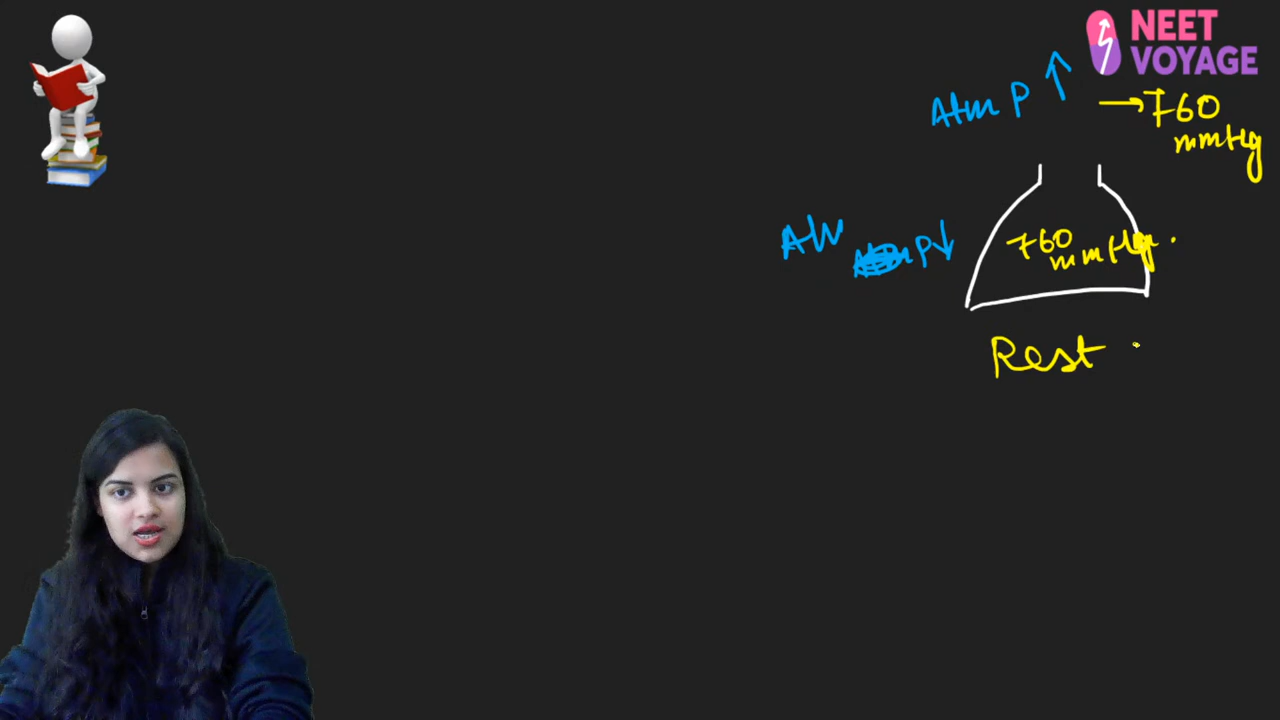 NEET
VOYAGE
Atm P ↑
→ 760
mmHg
Alv P↓
760
mmHg.
Rest